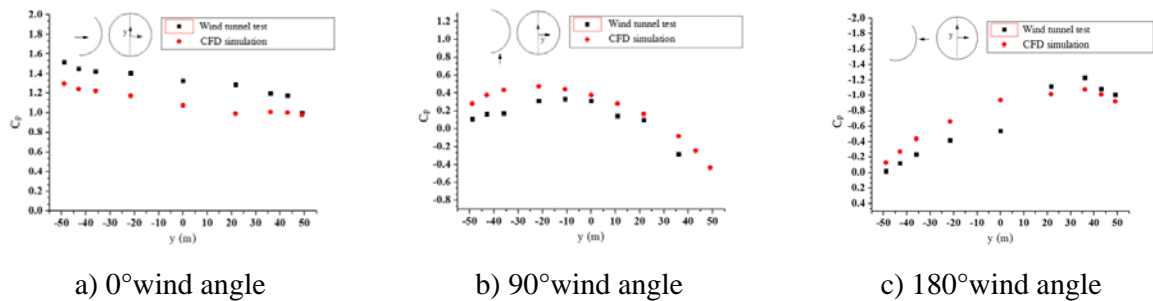 2.0
1.8
1.6
1.4
1.2
1.0
0.8
0.6
0.4
0.2
0.0
Cp
y
Wind tunnel test
CFD simulation
-50 -40 -30 -20 -10 0 10 20 30 40 50
y (m)
a) 0°wind angle
1.2
1.0
0.8
0.6
0.4
0.2
0.0
-0.2
-0.4
-0.6
-0.8
Cp
y
Wind tunnel test
CFD simulation
-50 -40 -30 -20 -10 0 10 20 30 40 50
y (m)
b) 90°wind angle
-2.0
-1.8
-1.6
-1.4
-1.2
-1.0
-0.8
-0.6
-0.4
-0.2
0.0
0.2
0.4
Cp
y
Wind tunnel test
CFD simulation
-50 -40 -30 -20 -10 0 10 20 30 40 50
y (m)
c) 180°wind angle